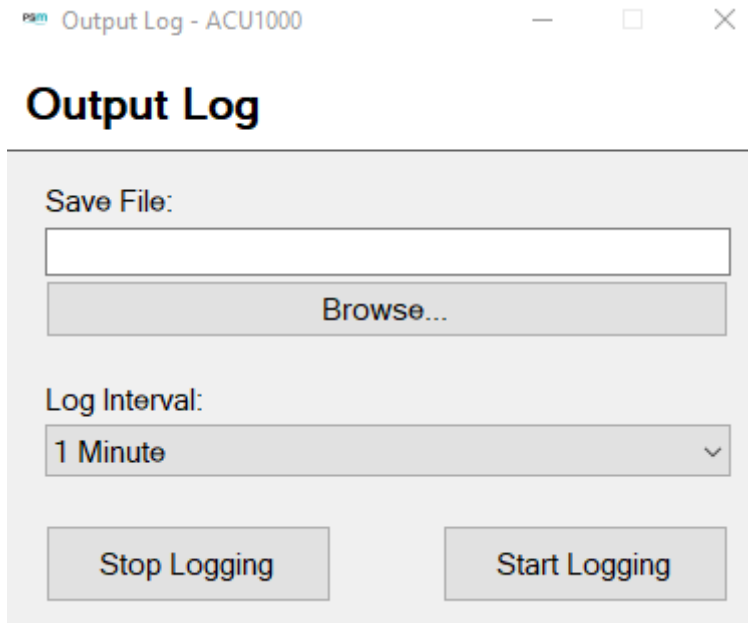 PSM Output Log - ACU1000
Output Log
Save File:
Browse...
Log Interval:
1 Minute
Stop Logging Start Logging